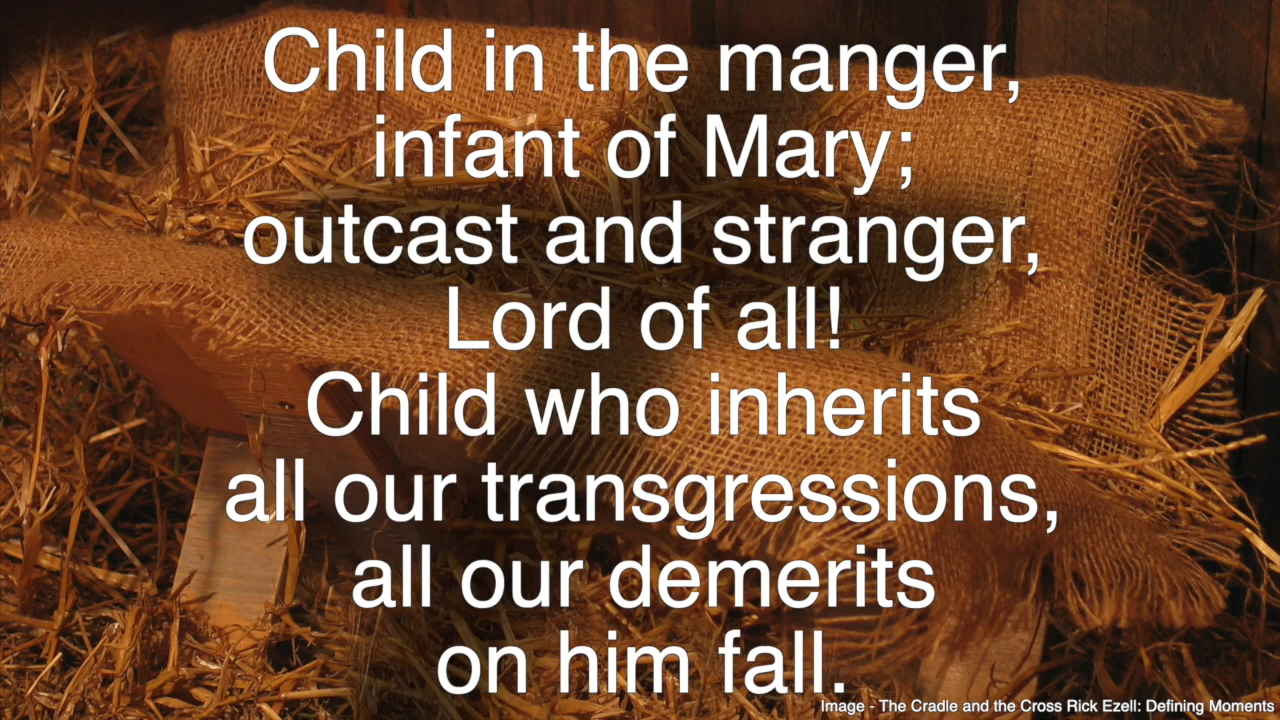 Child in the manger,
infant of Mary;
outcast and stranger,
Lord of all!
Child who inherits
all our transgressions,
all our demerits
on him fall.
Image - The Cradle and the Cross Rick Ezell: Defining Moments